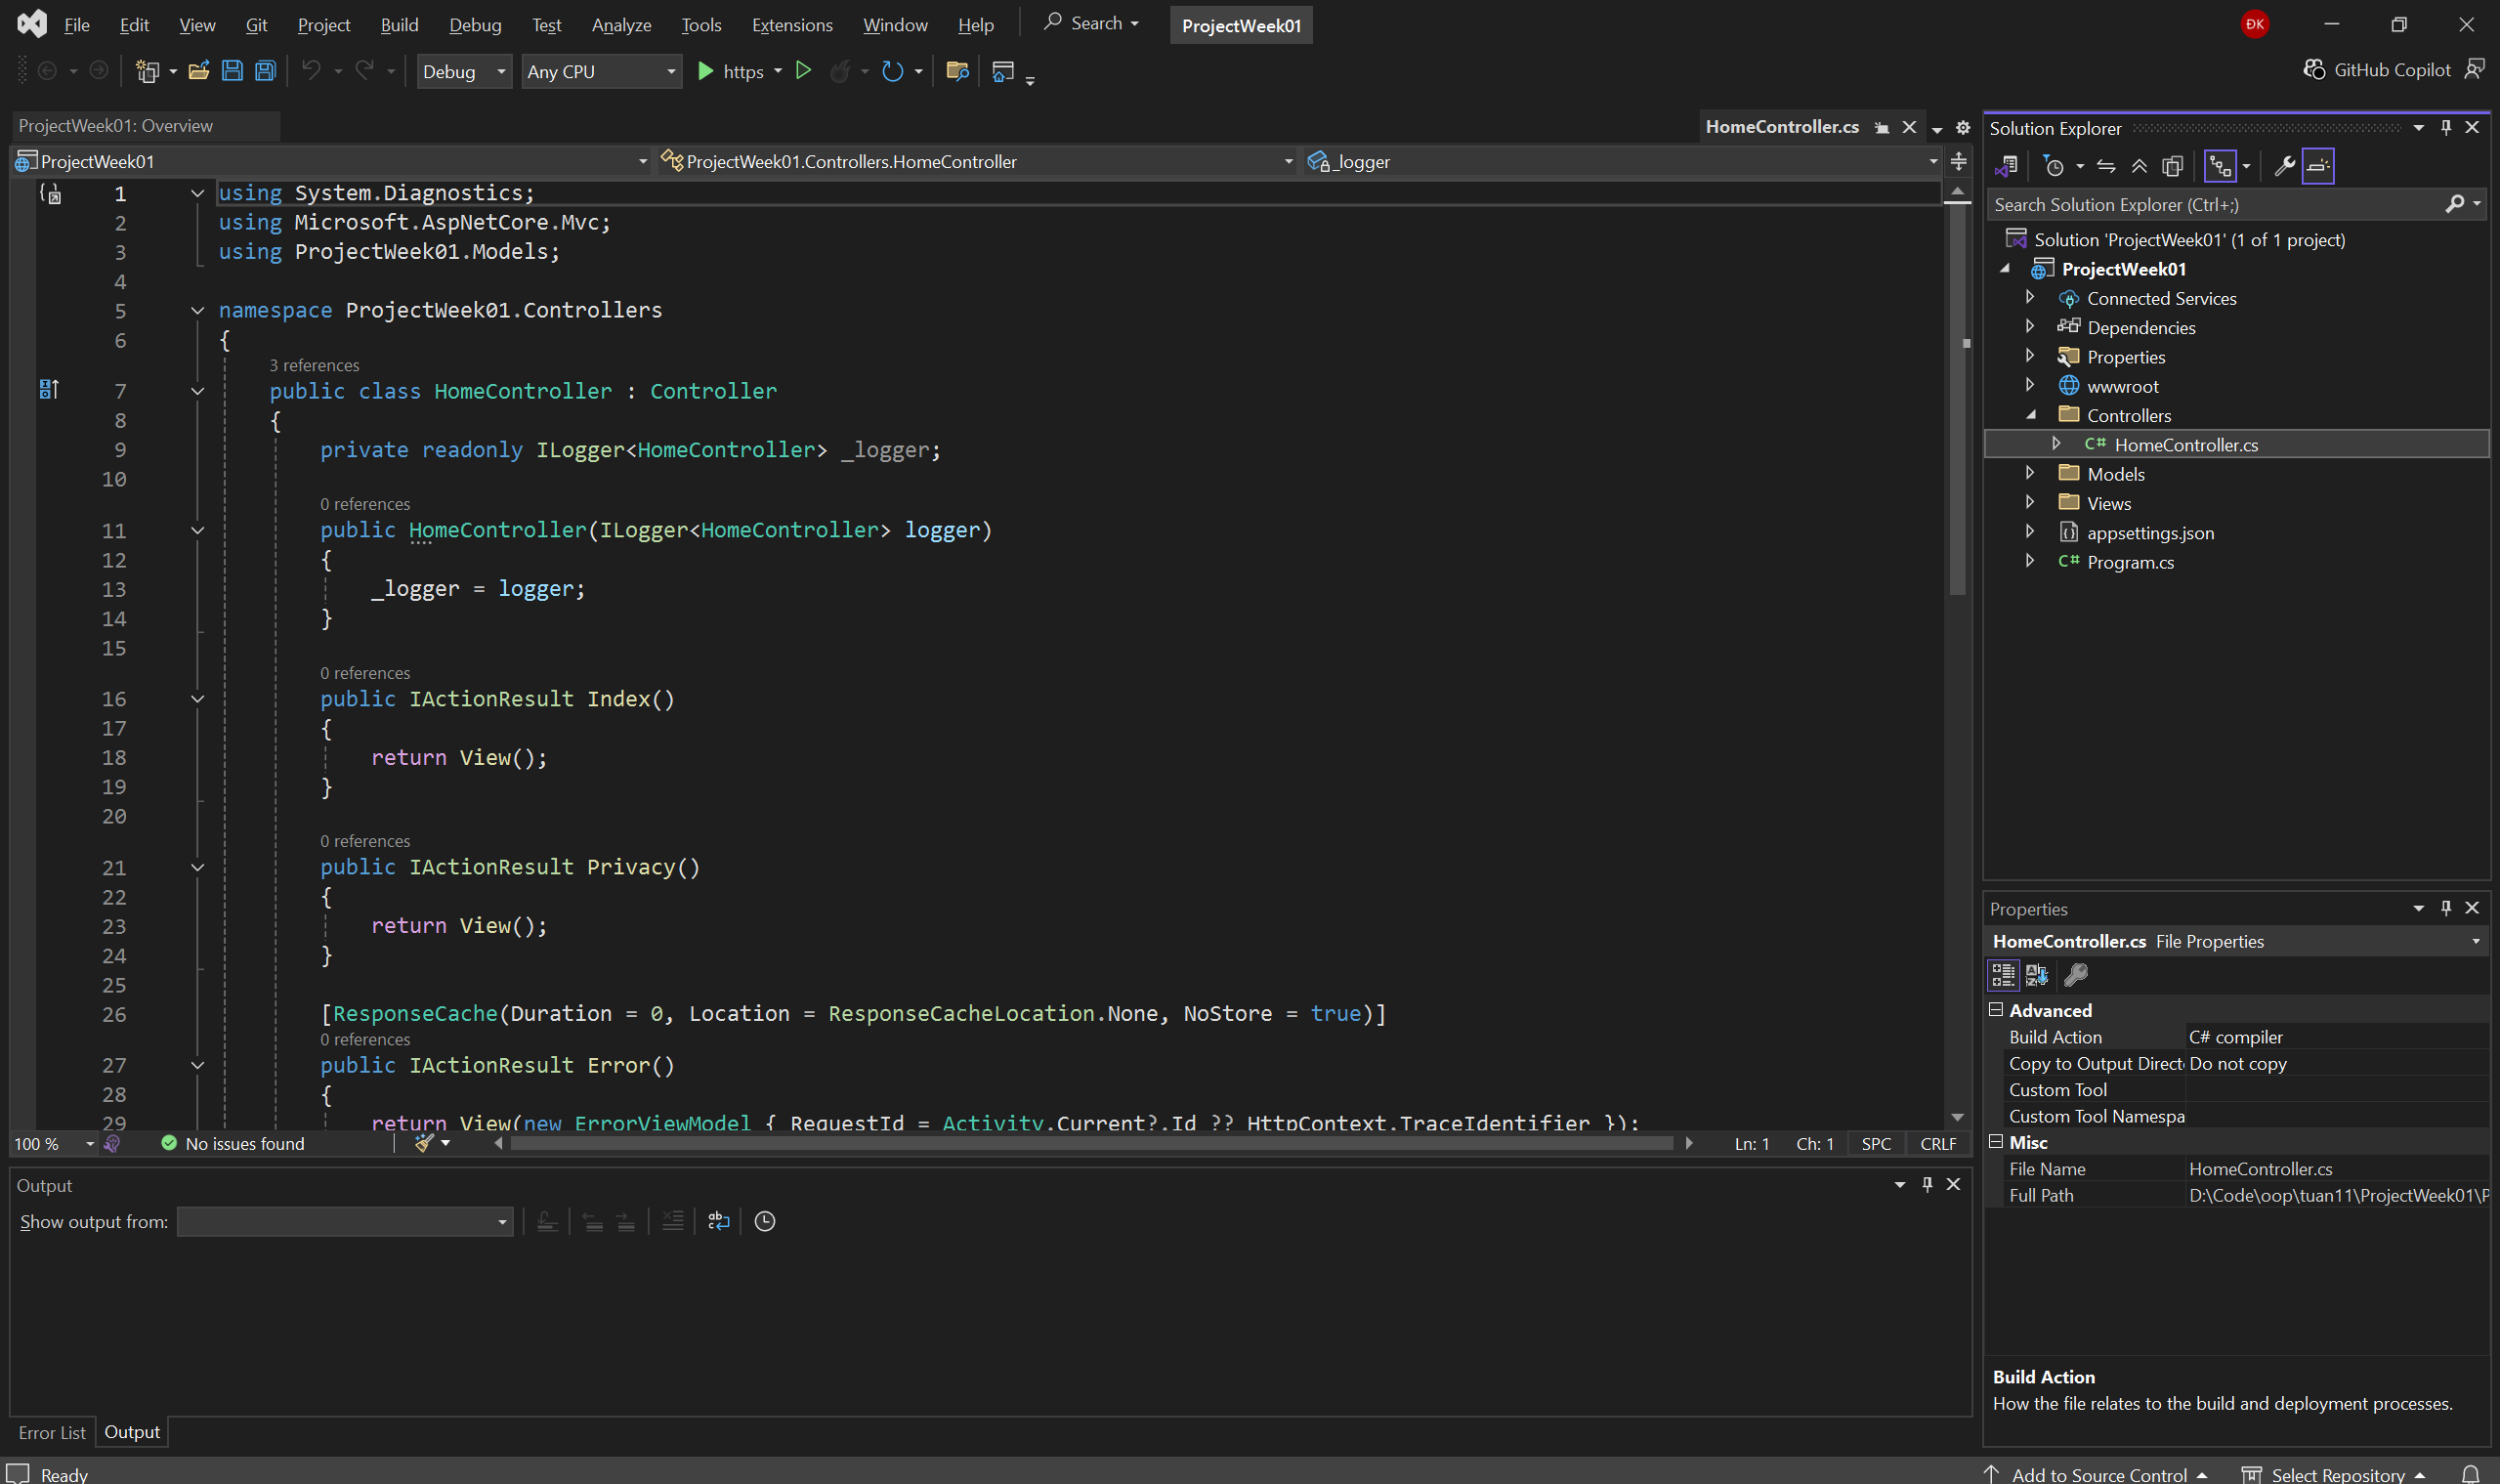 File Edit View Git Project Build Debug Test Analyze Tools Extensions Window Help Search ProjectWeek01 ĐK
Debug Any CPU https GitHub Copilot
ProjectWeek01: Overview HomeController.cs
ProjectWeek01 ProjectWeek01.Controllers.HomeController _logger
1 using System.Diagnostics;
2 using Microsoft.AspNetCore.Mvc;
3 using ProjectWeek01.Models;
4
5 namespace ProjectWeek01.Controllers
6 {
3 references
7 public class HomeController : Controller
8 {
9 private readonly ILogger<HomeController> _logger;
10
0 references
11 public HomeController(ILogger<HomeController> logger)
12 {
13 _logger = logger;
14 }
15
0 references
16 public IActionResult Index()
17 {
18 return View();
19 }
20
0 references
21 public IActionResult Privacy()
22 {
23 return View();
24 }
25
26 [ResponseCache(Duration = 0, Location = ResponseCacheLocation.None, NoStore = true)]
0 references
27 public IActionResult Error()
28 {
29 return View(new ErrorViewModel { RequestId = Activity.Current?.Id ?? HttpContext.TraceIdentifier });
100 % No issues found Ln: 1 Ch: 1 SPC CRLF
Output
Show output from:
Error List Output
Solution Explorer
Search Solution Explorer (Ctrl+;)
Solution 'ProjectWeek01' (1 of 1 project)
ProjectWeek01
Connected Services
Dependencies
Properties
wwwroot
Controllers
C# HomeController.cs
Models
Views
appsettings.json
C# Program.cs
Properties
HomeController.cs File Properties
Advanced
Build Action C# compiler
Copy to Output Direct Do not copy
Custom Tool
Custom Tool Namespa
Misc
File Name HomeController.cs
Full Path D:\Code\oop\tuan11\ProjectWeek01\P
Build Action
How the file relates to the build and deployment processes.
Ready Add to Source Control Select Repository